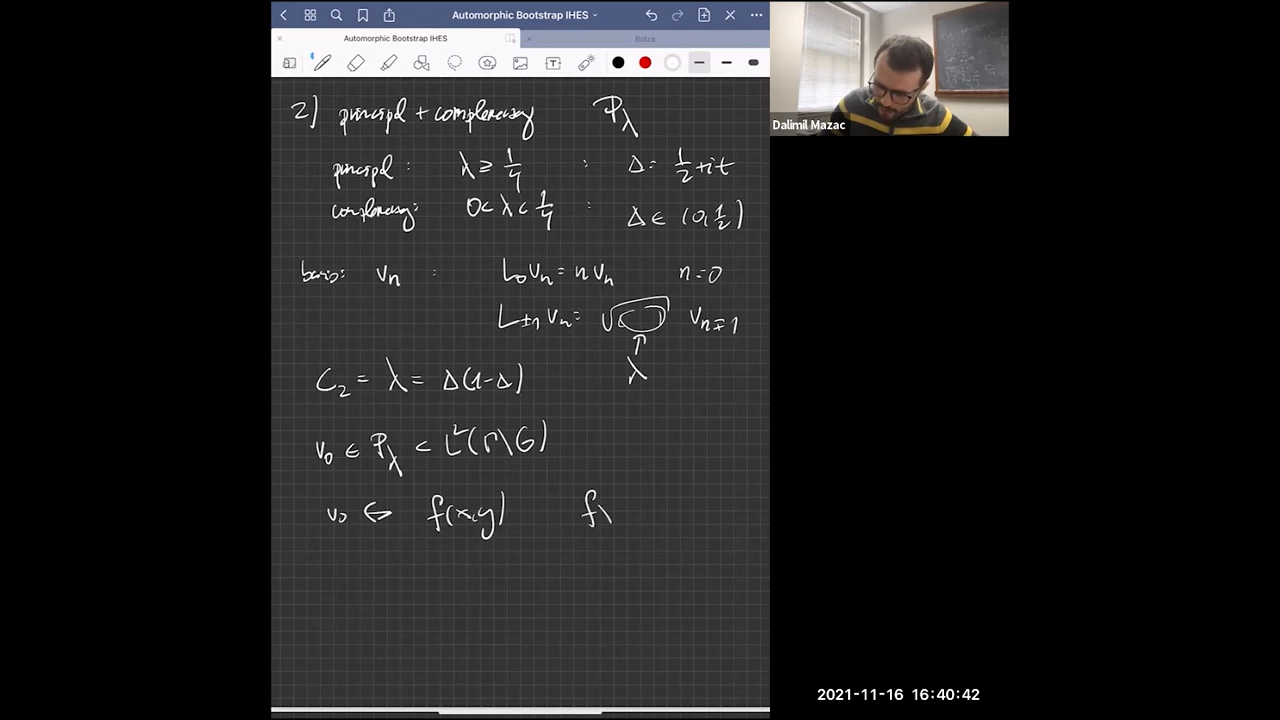 Automorphic Bootstrap IHES
Automorphic Bootstrap IHES
Bolza
2) principal + complementary P_λ
principal: λ ≥ 1/4 : Δ = 1/2 + it
complementary: 0 < λ < 1/4 : Δ ∈ (0, 1/2)
basis: v_n : L_0 v_n = n v_n n = 0
L_{±1} v_n = √( ) v_{n∓1}
↑
C_2 = λ = Δ(1-Δ) λ
v_0 ∈ P_λ ⊂ L^2(Γ\G)
v_0 ↔ f(x,y) f\
Dalimil Mazac
2021-11-16 16:40:42